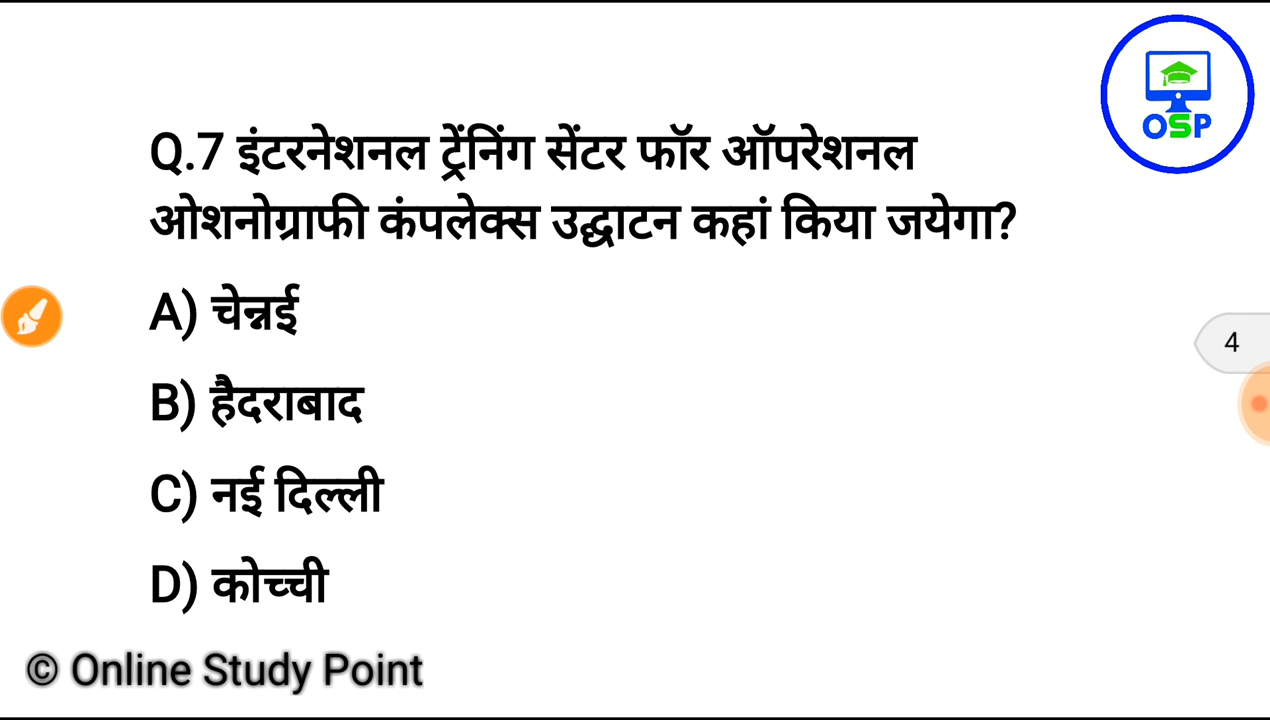 OSP
Q.7 इंटरनेशनल ट्रेंनिंग सेंटर फॉर ऑपरेशनल
ओशनोग्राफी कंपलेक्स उद्घाटन कहां किया जयेगा?
A) चेन्नई
B) हैदराबाद
4
C) नई दिल्ली
D) कोच्ची
© Online Study Point